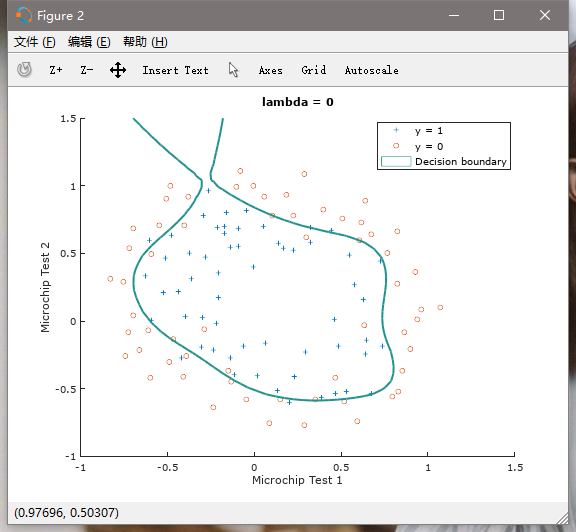 Figure 2
文件 (F) 编辑 (E) 帮助 (H)
Z+ Z- Insert Text Axes Grid Autoscale
lambda = 0
y = 1
y = 0
Decision boundary
1.5
1
0.5
0
-0.5
-1
Microchip Test 2
-1 -0.5 0 0.5 1 1.5
Microchip Test 1
(0.97696, 0.50307)